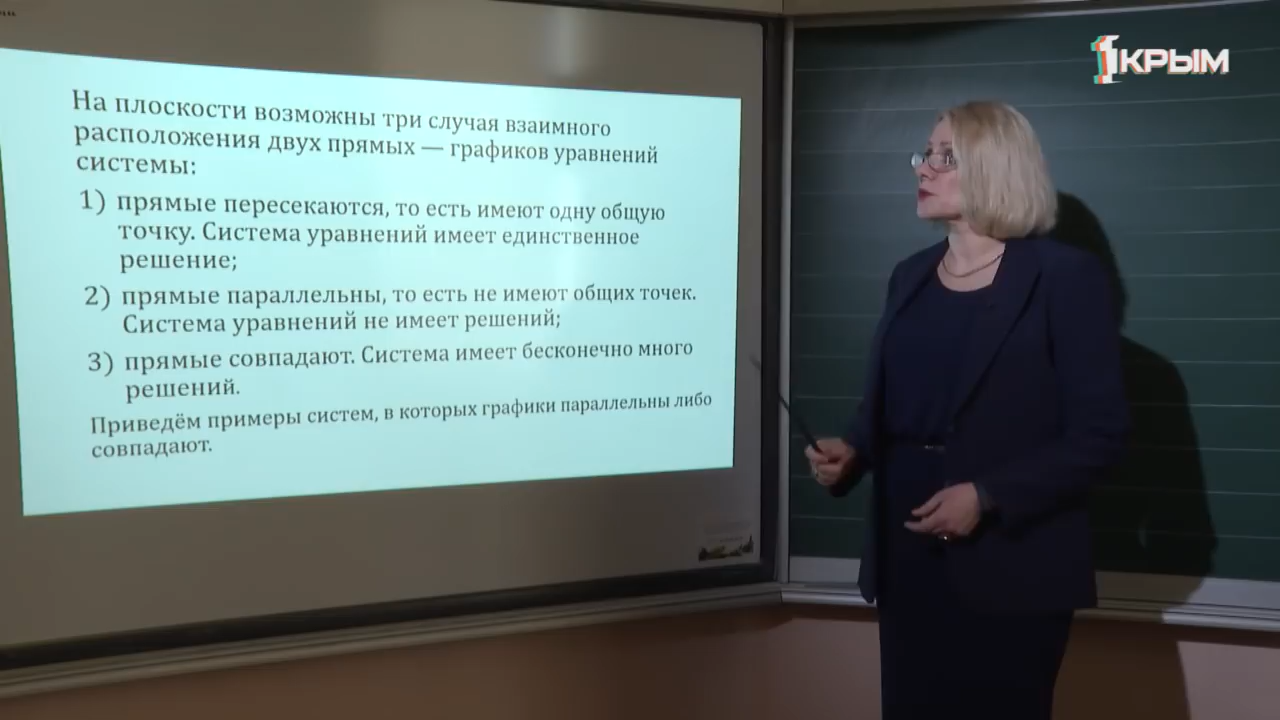 На плоскости возможны три случая взаимного
расположения двух прямых — графиков уравнений
системы:
1) прямые пересекаются, то есть имеют одну общую
точку. Система уравнений имеет единственное
решение;
2) прямые параллельны, то есть не имеют общих точек.
Система уравнений не имеет решений;
3) прямые совпадают. Система имеет бесконечно много
решений.
Приведём примеры систем, в которых графики параллельны либо
совпадают.
1КРЫМ